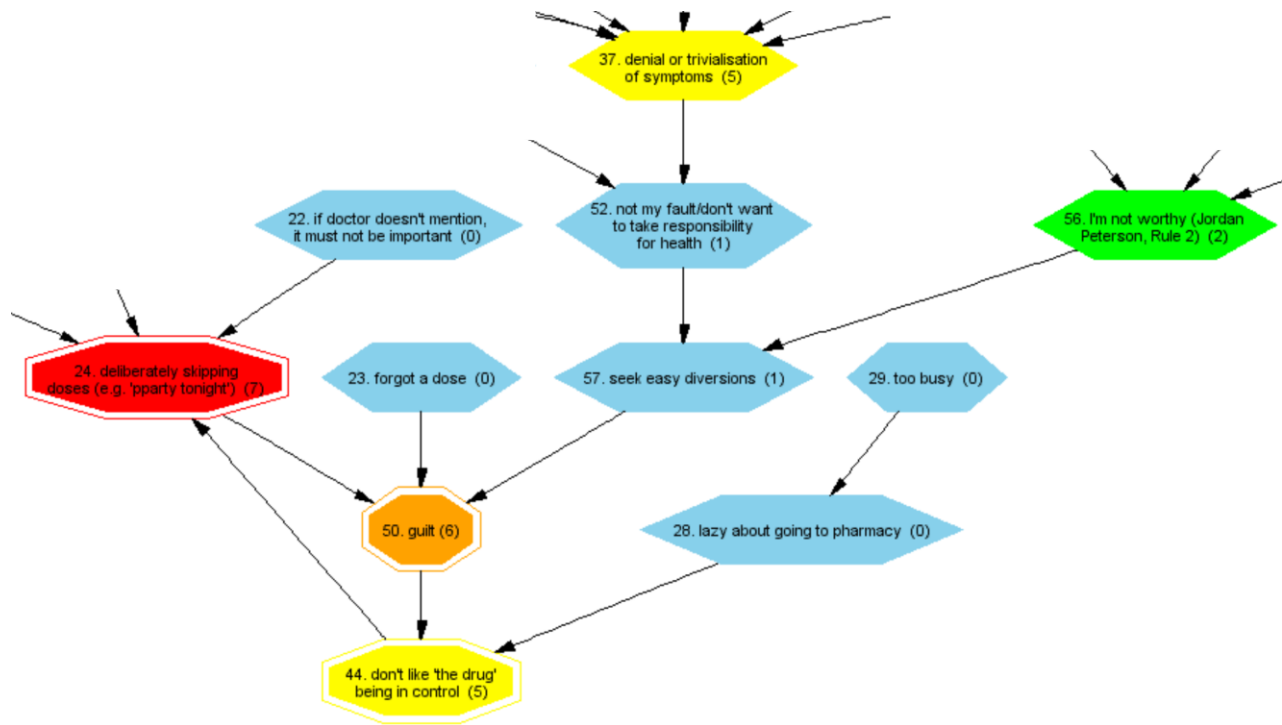 37. denial or trivialisation
of symptoms (5)
22. if doctor doesn't mention,
it must not be important (0)
52. not my fault/don't want
to take responsibility
for health (1)
56. I'm not worthy (Jordan
Peterson, Rule 2) (2)
24. deliberately skipping
doses (e.g. 'pparty tonight') (7)
23. forgot a dose (0)
57. seek easy diversions (1)
29. too busy (0)
50. guilt (6)
28. lazy about going to pharmacy (0)
44. don't like 'the drug'
being in control (5)